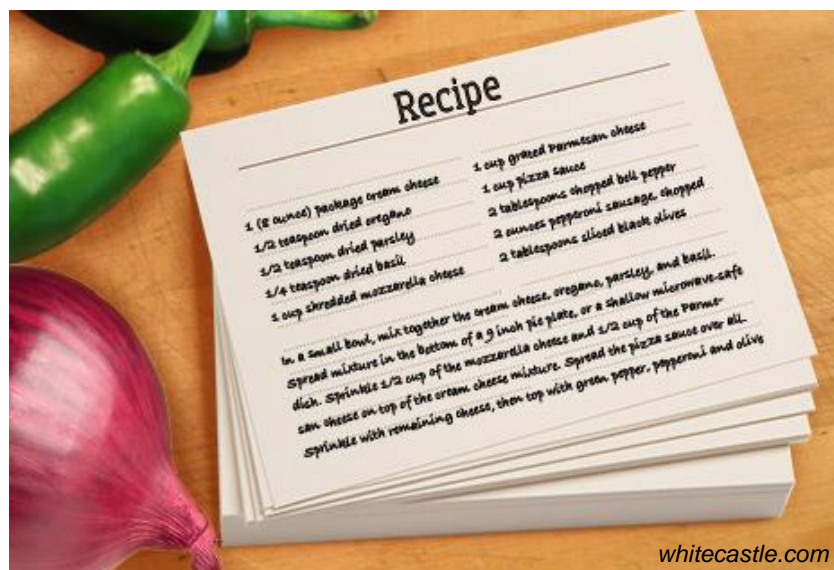 Recipe
1 (8 ounce) package cream cheese
1/2 teaspoon dried oregano
1/2 teaspoon dried parsley
1/4 teaspoon dried basil
1 cup shredded mozzarella cheese
1 cup grated Parmesan cheese
1 cup pizza sauce
2 tablespoons chopped bell pepper
2 ounces pepperoni sausage, chopped
2 tablespoons sliced black olives
In a small bowl, mix together the cream cheese, oregano, parsley, and basil.
Spread mixture in the bottom of a 9 inch pie plate, or a shallow microwave-safe
dich. Sprinkle 1/2 cup of the mozzarella cheese and 1/2 cup of the Parme-
san cheese on top of the cream cheese mixture. Spread the pizza sauce over all.
Sprinkle with remaining cheese, then top with green pepper, pepperoni and olive
whitecastle.com